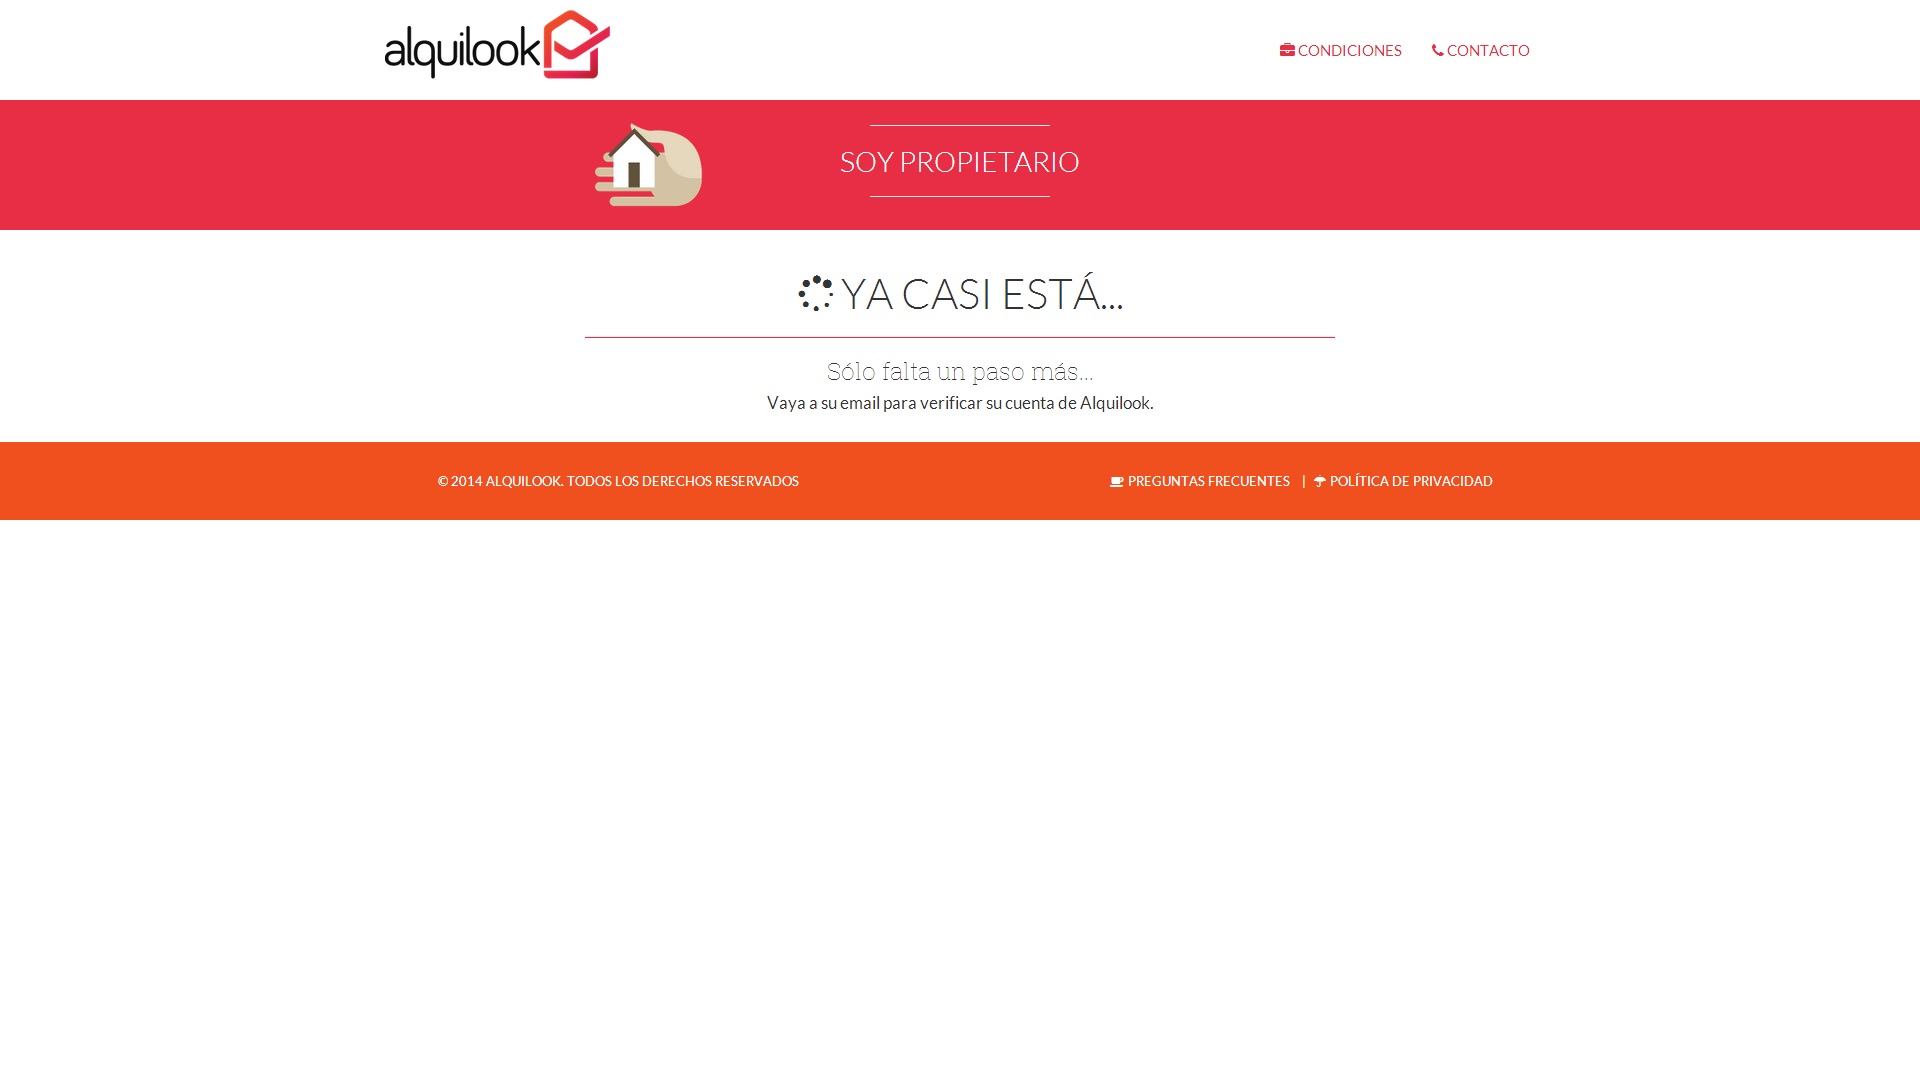 alquilook
CONDICIONES
CONTACTO
SOY PROPIETARIO
YA CASI ESTÁ...
Sólo falta un paso más...
Vaya a su email para verificar su cuenta de Alquilook.
© 2014 ALQUILOOK. TODOS LOS DERECHOS RESERVADOS
PREGUNTAS FRECUENTES | POLÍTICA DE PRIVACIDAD